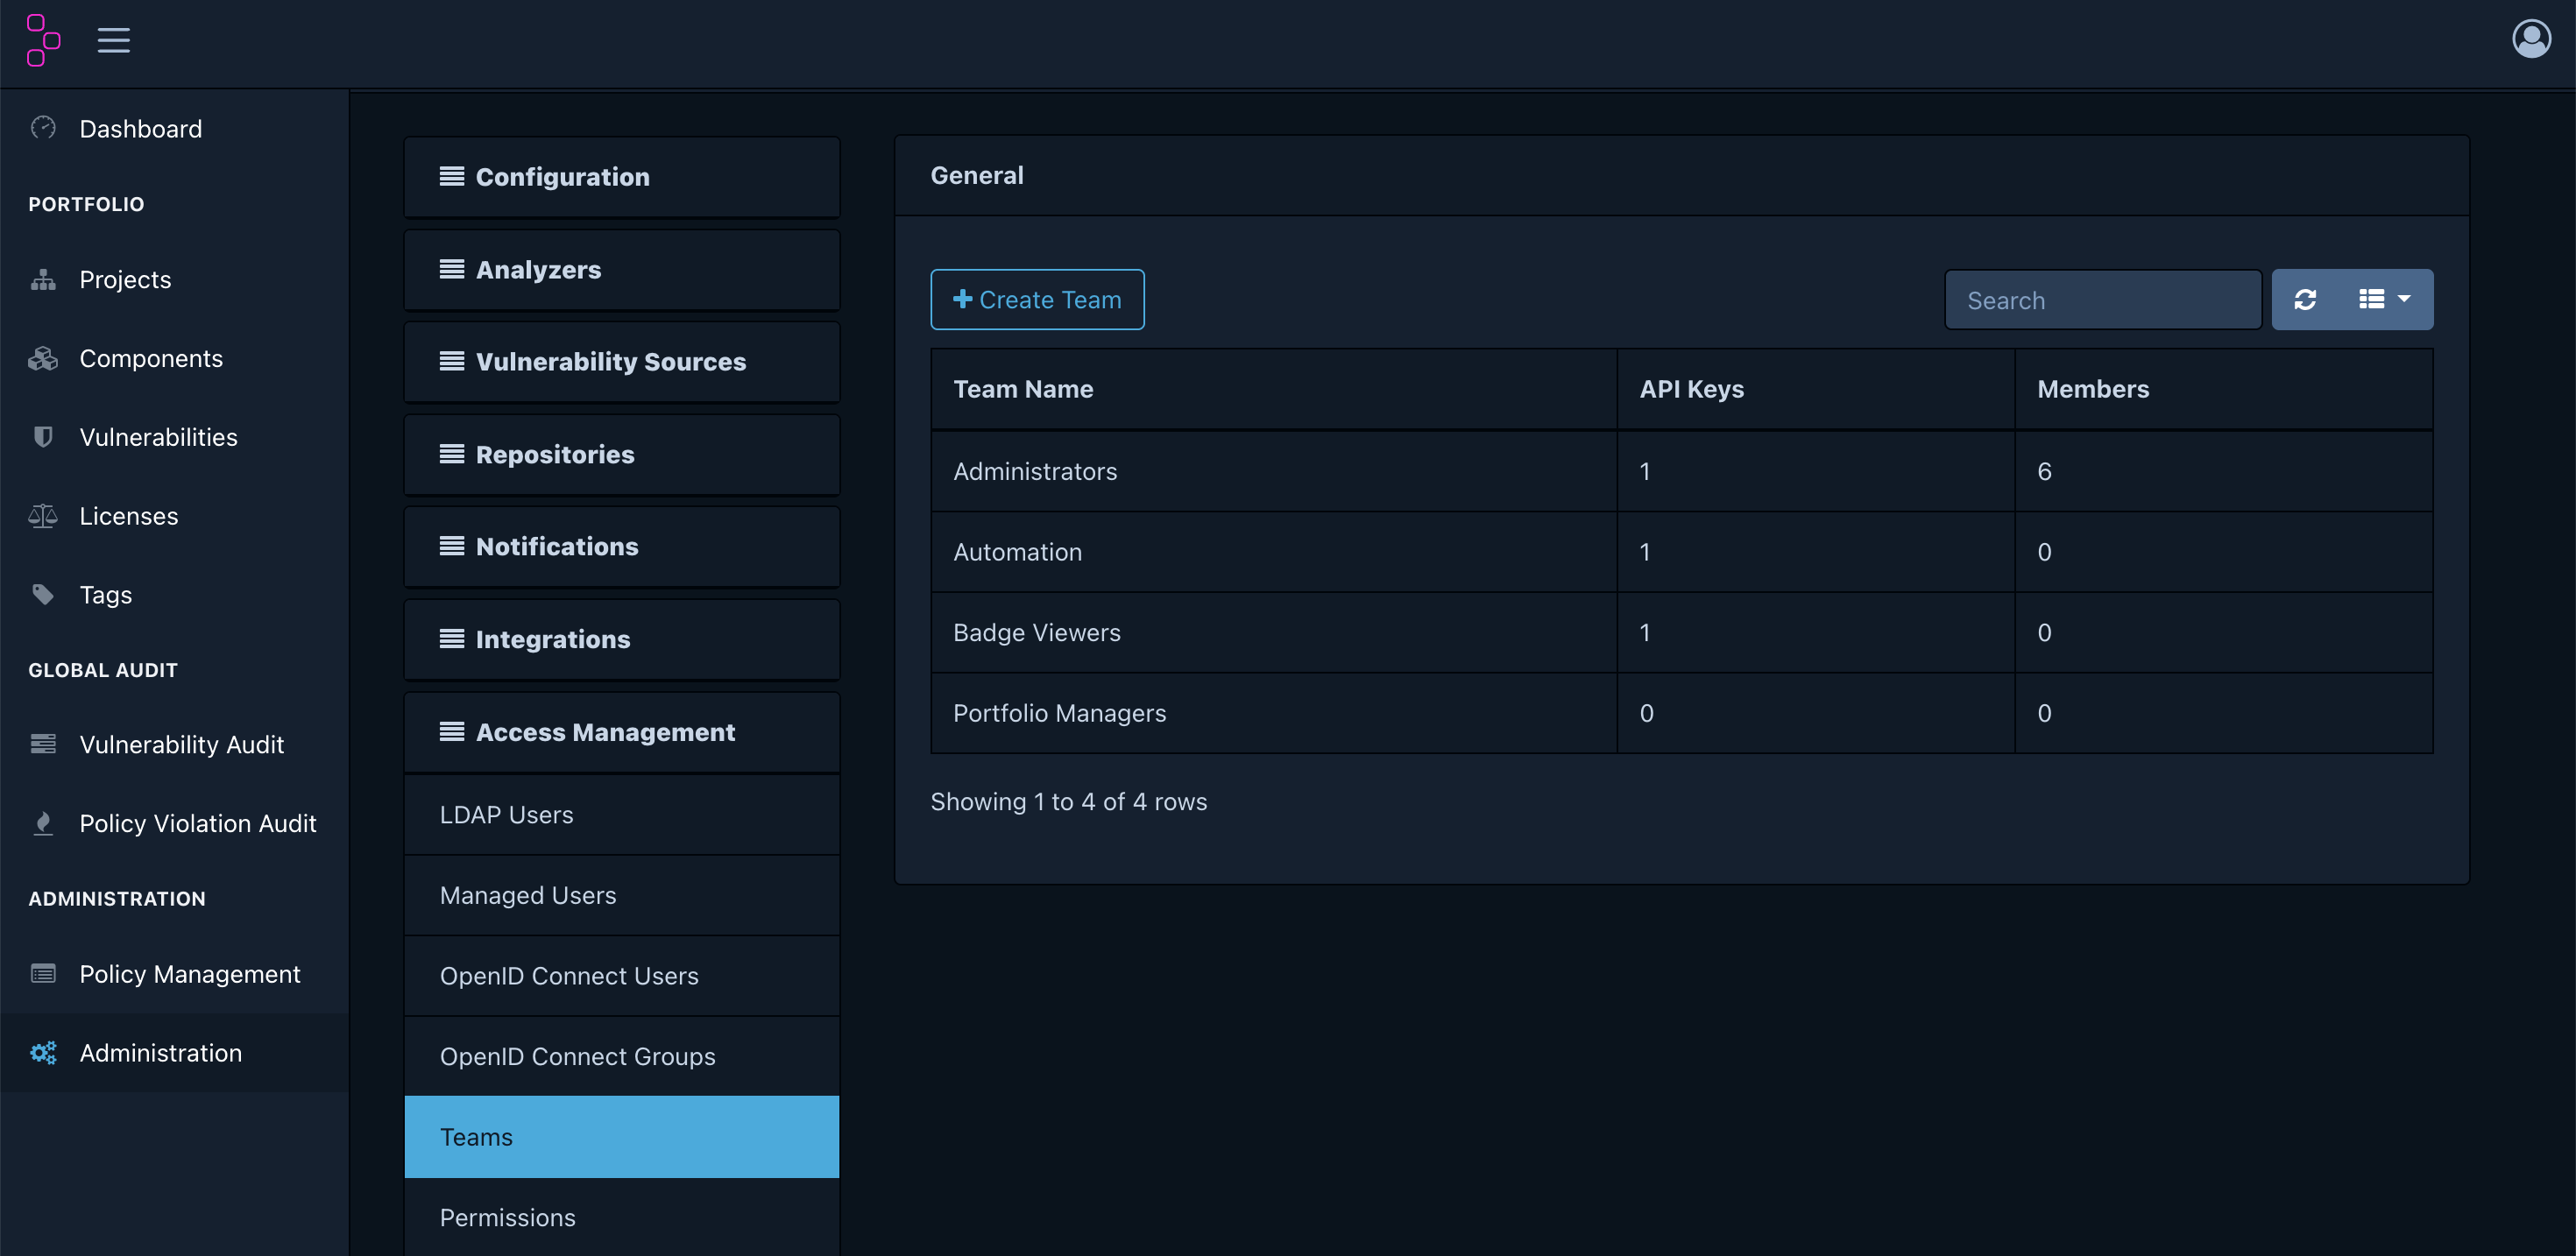 Dashboard
PORTFOLIO
Projects
Components
Vulnerabilities
Licenses
Tags
GLOBAL AUDIT
Vulnerability Audit
Policy Violation Audit
ADMINISTRATION
Policy Management
Administration
Configuration
Analyzers
Vulnerability Sources
Repositories
Notifications
Integrations
Access Management
LDAP Users
Managed Users
OpenID Connect Users
OpenID Connect Groups
Teams
Permissions
General
Create Team
Search
Team Name API Keys Members
Administrators 1 6
Automation 1 0
Badge Viewers 1 0
Portfolio Managers 0 0
Showing 1 to 4 of 4 rows